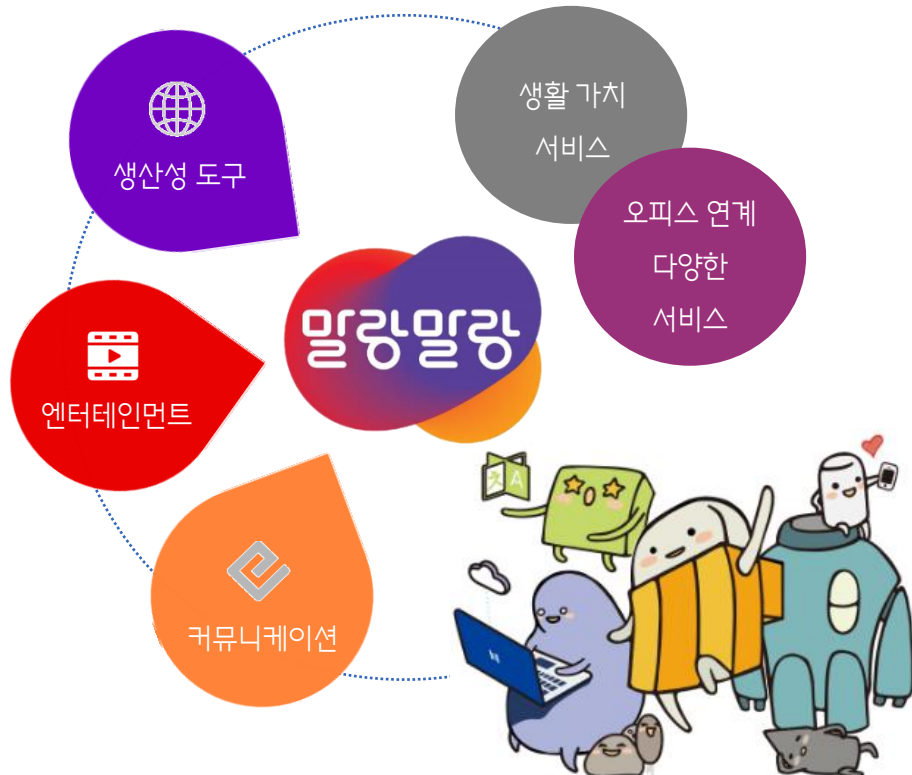 생활 가치
서비스
생산성 도구
오피스 연계
다양한
서비스
말랑말랑
엔터테인먼트
A
커뮤니케이션